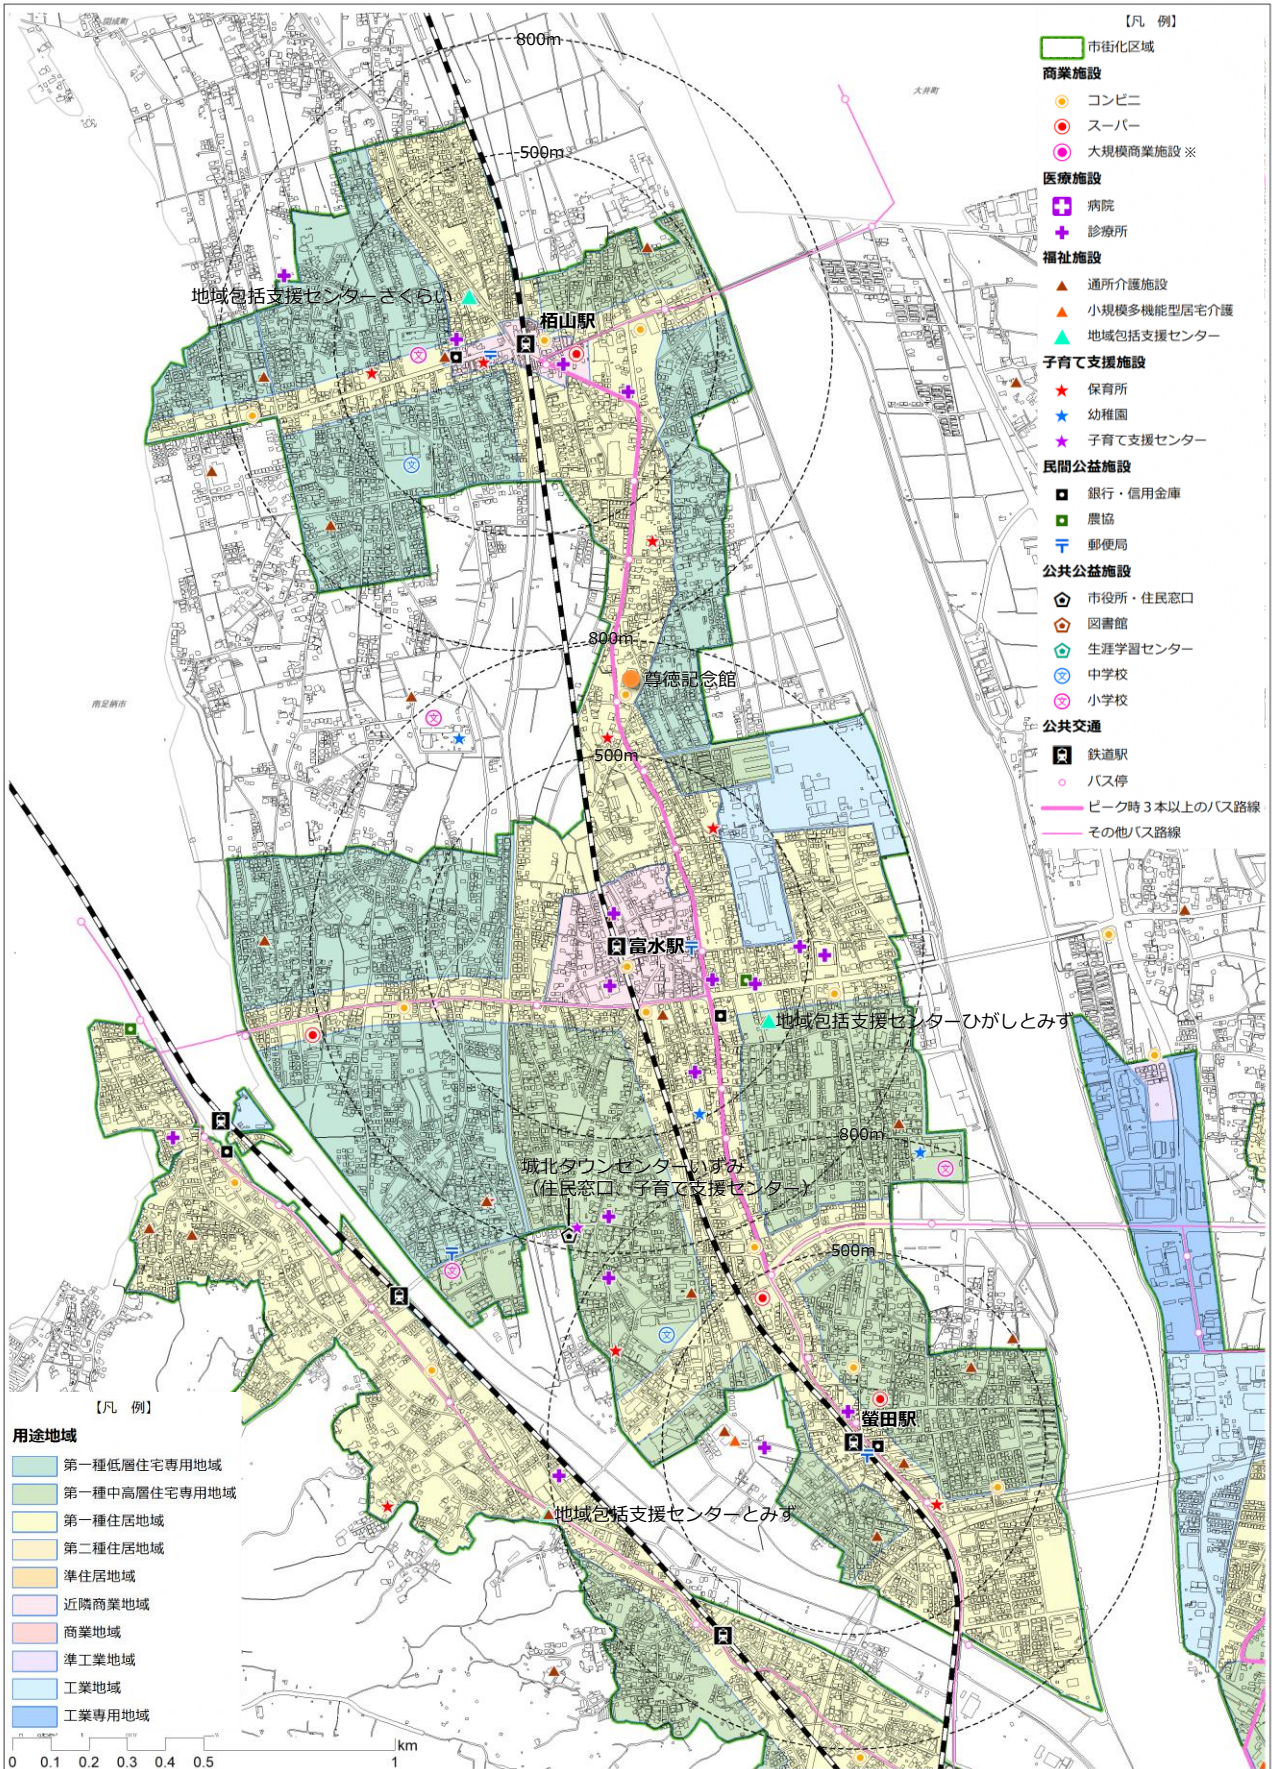 開成町
大井町
南足柄市
800m
500m
地域包括支援センターさくらい
栢山駅
800m
尊徳記念館
500m
富水駅
地域包括支援センターひがしとみず
800m
城北タウンセンターいずみ
(住民窓口、子育て支援センター)
500m
螢田駅
地域包括支援センターとみず
【凡 例】
市街化区域
商業施設
コンビニ
スーパー
大規模商業施設※
医療施設
病院
診療所
福祉施設
通所介護施設
小規模多機能型居宅介護
地域包括支援センター
子育て支援施設
保育所
幼稚園
子育て支援センター
民間公益施設
銀行・信用金庫
農協
郵便局
公共公益施設
市役所・住民窓口
図書館
生涯学習センター
文 中学校
文 小学校
公共交通
鉄道駅
バス停
ピーク時3本以上のバス路線
その他バス路線
【凡 例】
用途地域
第一種低層住宅専用地域
第一種中高層住宅専用地域
第一種住居地域
第二種住居地域
準住居地域
近隣商業地域
商業地域
準工業地域
工業地域
工業専用地域
km
0 0.1 0.2 0.3 0.4 0.5 1